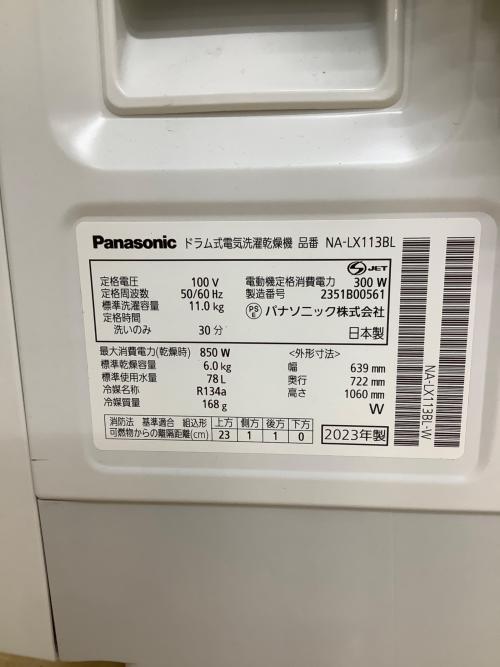 Panasonic ドラム式電気洗濯乾燥機 品番 NA-LX113BL
定格電圧 100 V
定格周波数 50/60 Hz
標準洗濯容量 11.0 kg
定格時間
洗いのみ 30 分
S JET
電動機定格消費電力 300 W
製造番号 2351B00561
PS E パナソニック株式会社
日本製
最大消費電力(乾燥時) 850 W
標準乾燥容量 6.0 kg
標準使用水量 78 L
冷媒名称 R134a
冷媒質量 168 g
<外形寸法>
幅 639 mm
奥行 722 mm
高さ 1060 mm
W
消防法 基準適合 組込形 上方 側方 後方 下方
可燃物からの離隔距離(cm) 23 1 1 0
2023年製
NA-LX113BL-W